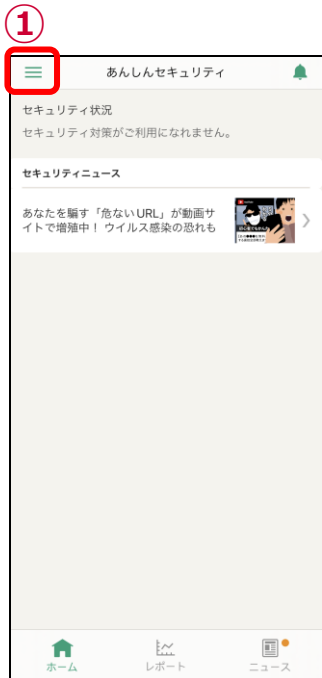 ①
あんしんセキュリティ
セキュリティ状況
セキュリティ対策がご利用になれません。
セキュリティニュース
あなたを騙す「危ないURL」が動画サ
イトで増殖中！ ウイルス感染の恐れも
ホーム
レポート
ニュース